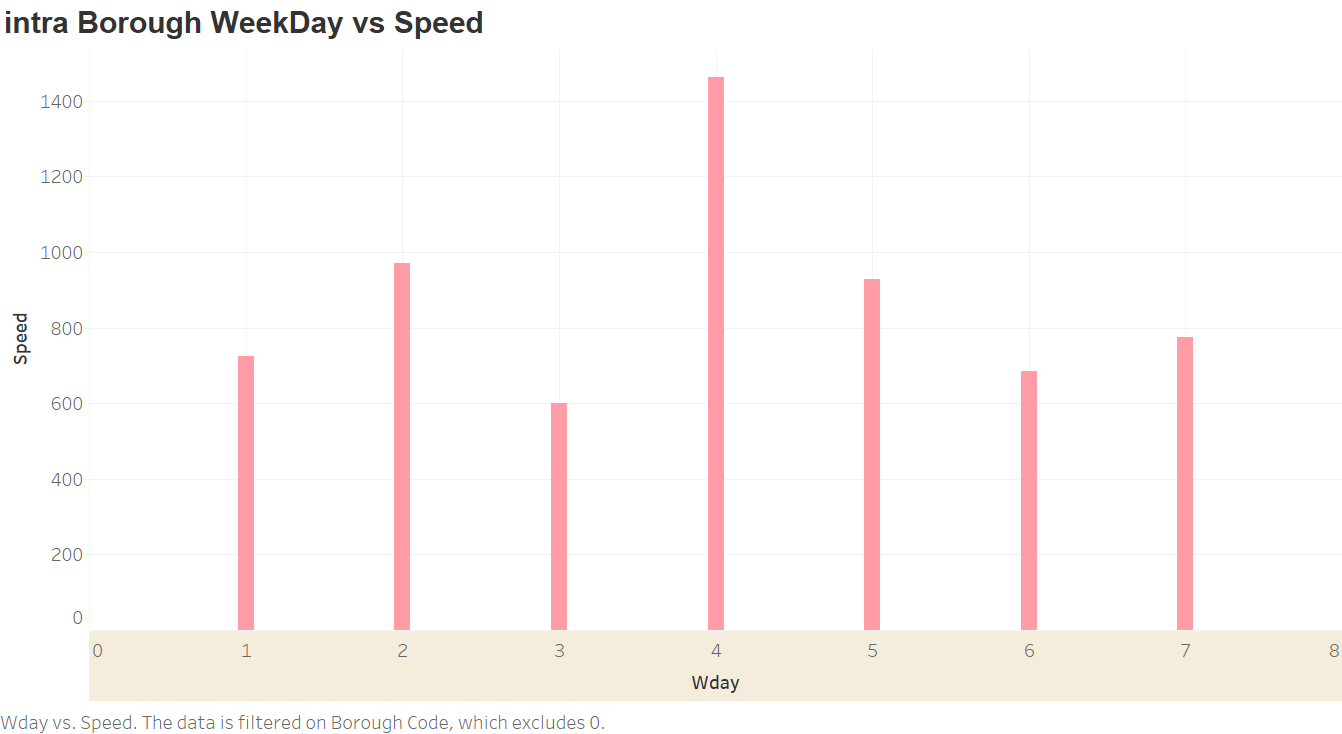 intra Borough WeekDay vs Speed
1400
1200
1000
800
600
400
200
0
Speed
0 1 2 3 4 5 6 7 8
Wday
Wday vs. Speed. The data is filtered on Borough Code, which excludes 0.